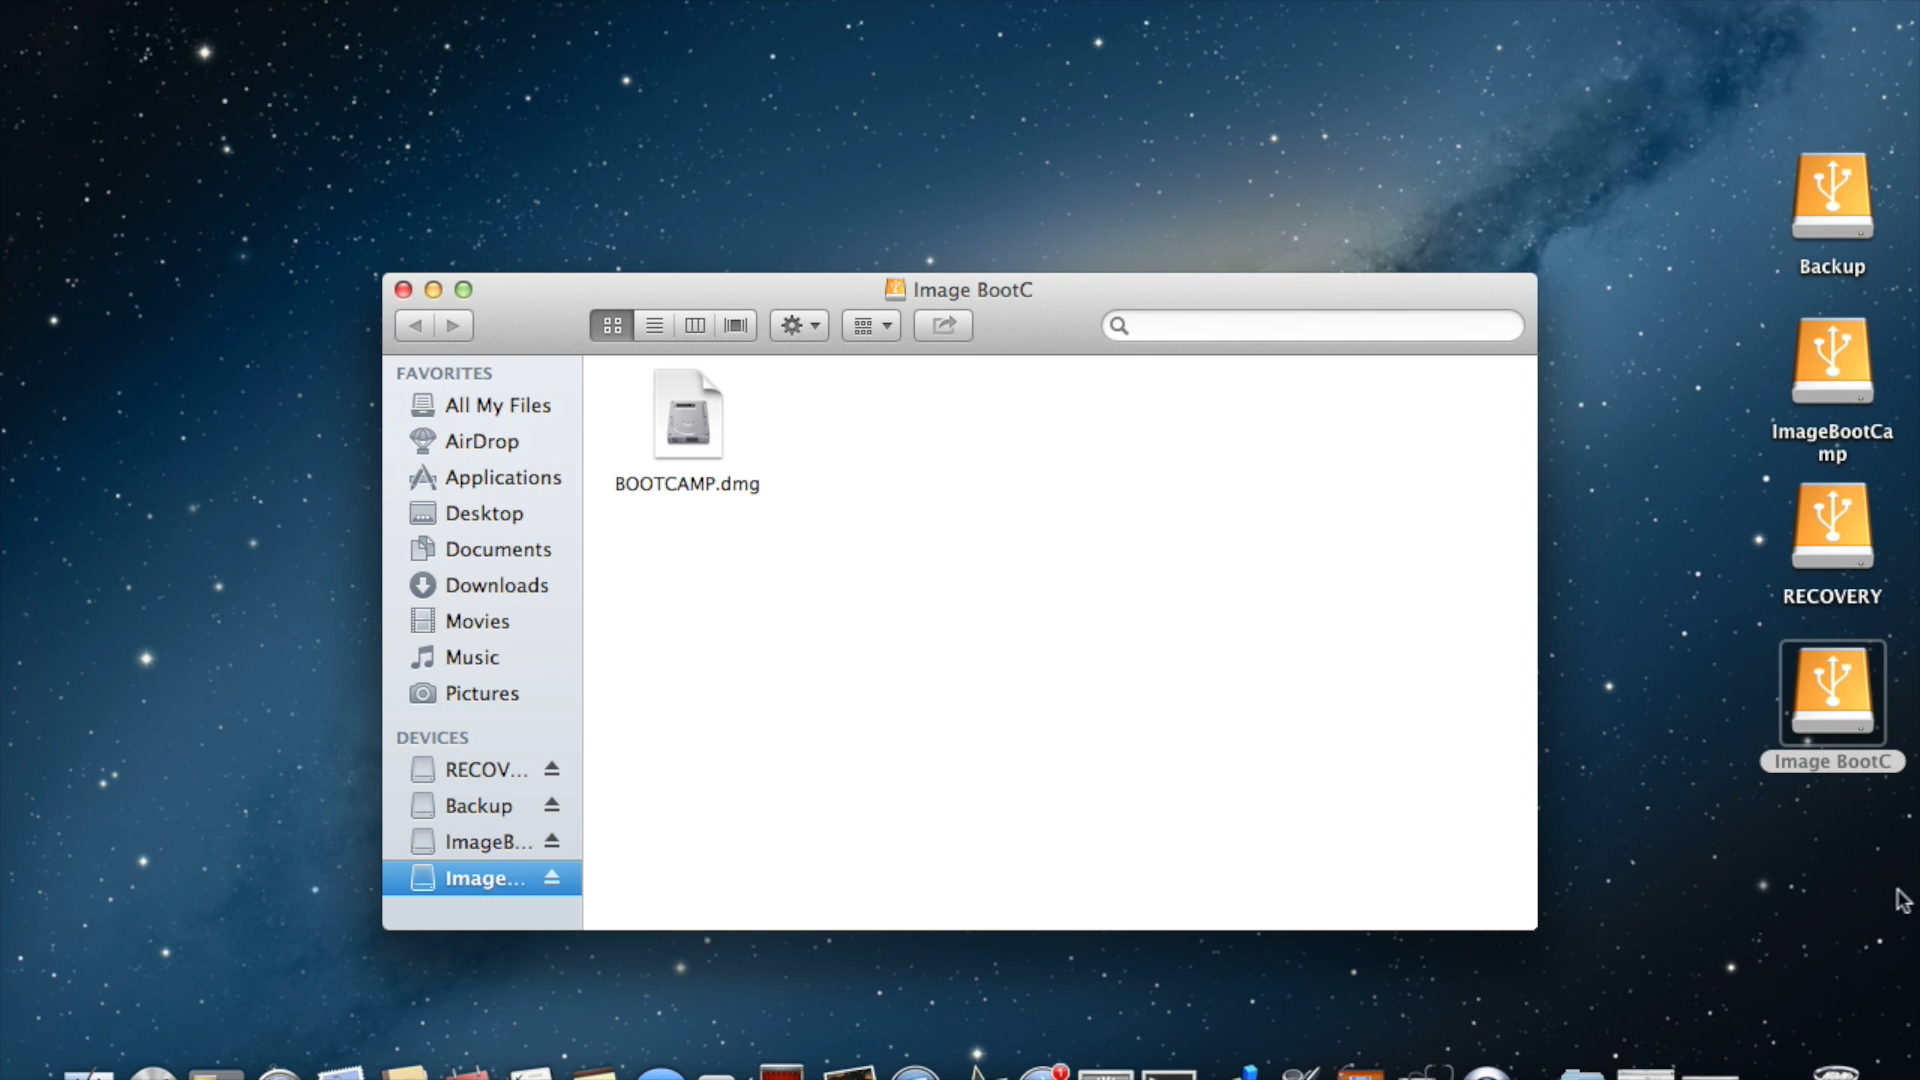 Image BootC
FAVORITES
All My Files
AirDrop
Applications
Desktop
Documents
Downloads
Movies
Music
Pictures
DEVICES
RECOV...
Backup
ImageB...
Image...
BOOTCAMP.dmg
Backup
ImageBootCa
mp
RECOVERY
Image BootC
1